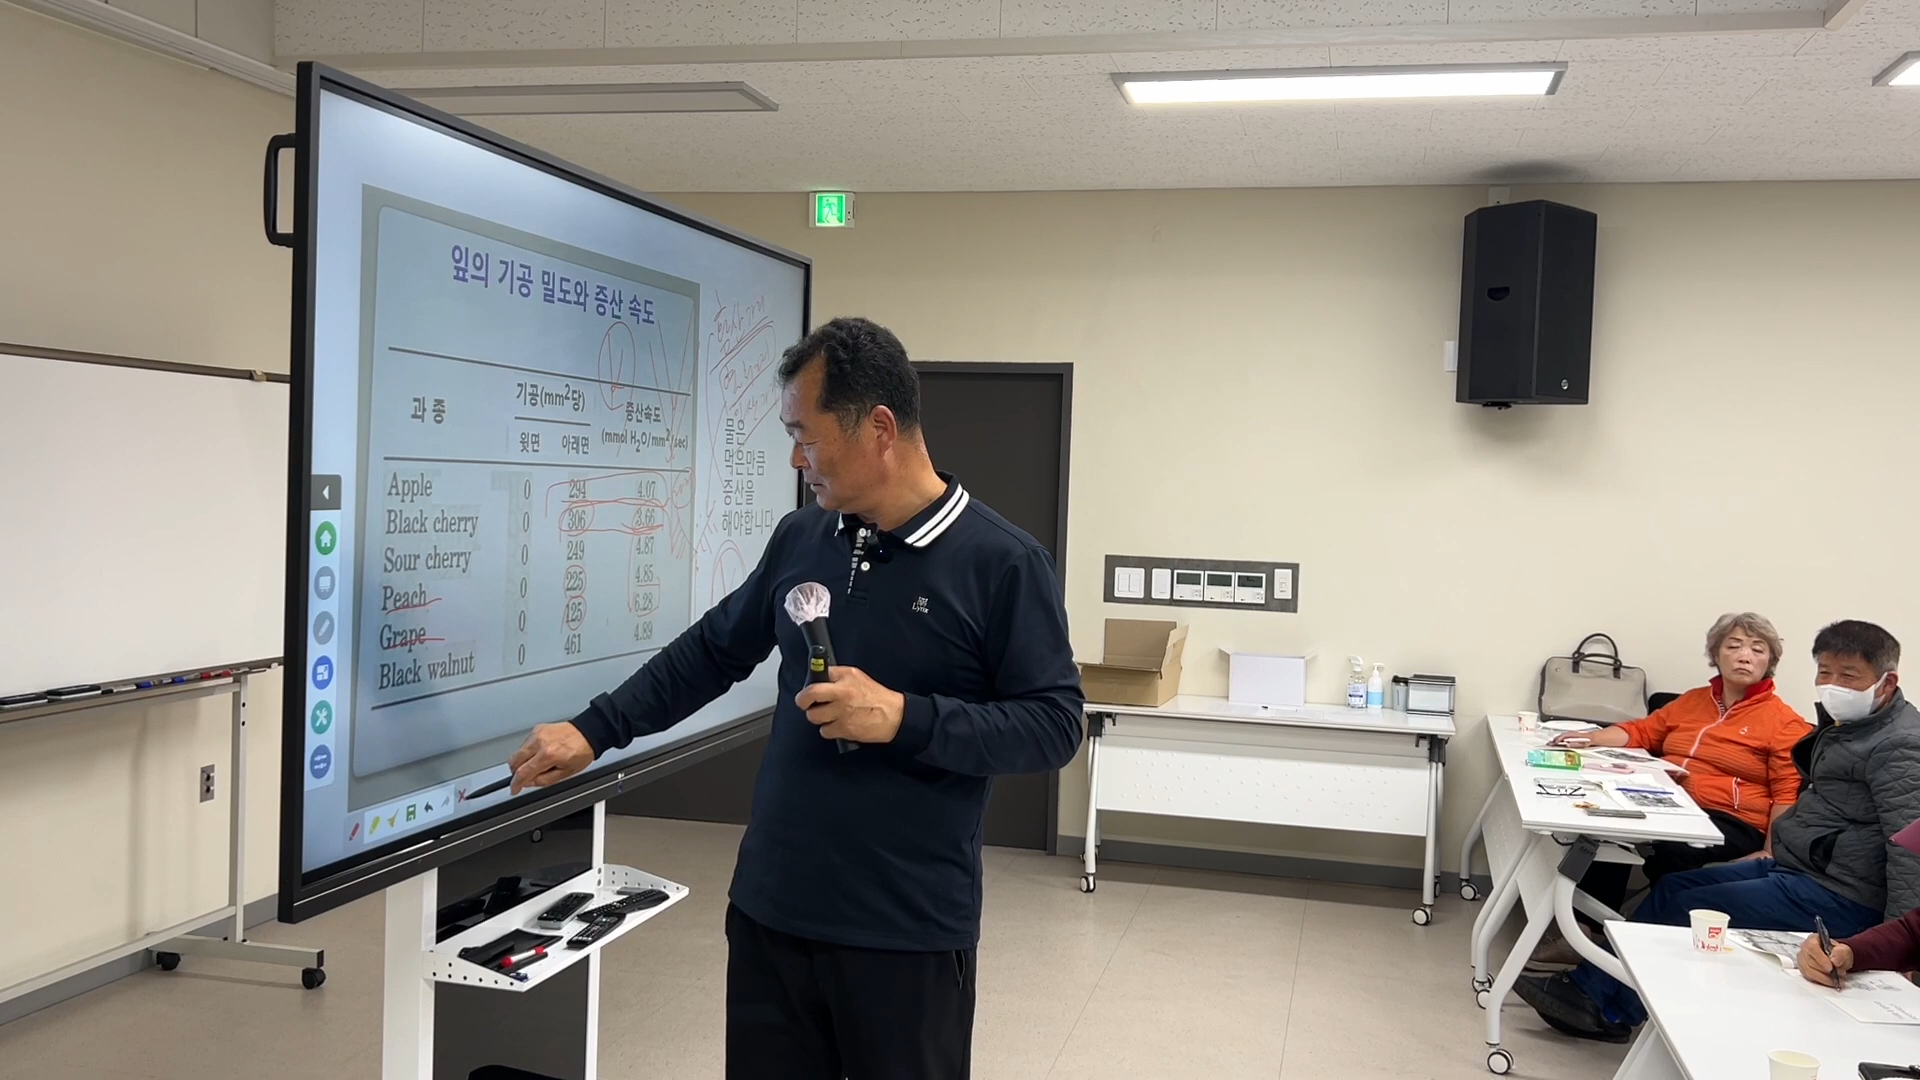 잎의 기공 밀도와 증산 속도
과 종 기공(mm2당) 증산속도
윗면 아래면 (mmol H2O/mm2/sec)
Apple 0 294 4.07
Black cherry 0 306 3.66
Sour cherry 0 249 4.87
Peach 0 225 4.85
Grape 0 125 6.28
Black walnut 0 461 4.89
물은
먹은만큼
증산을
해야합니다
Lynx